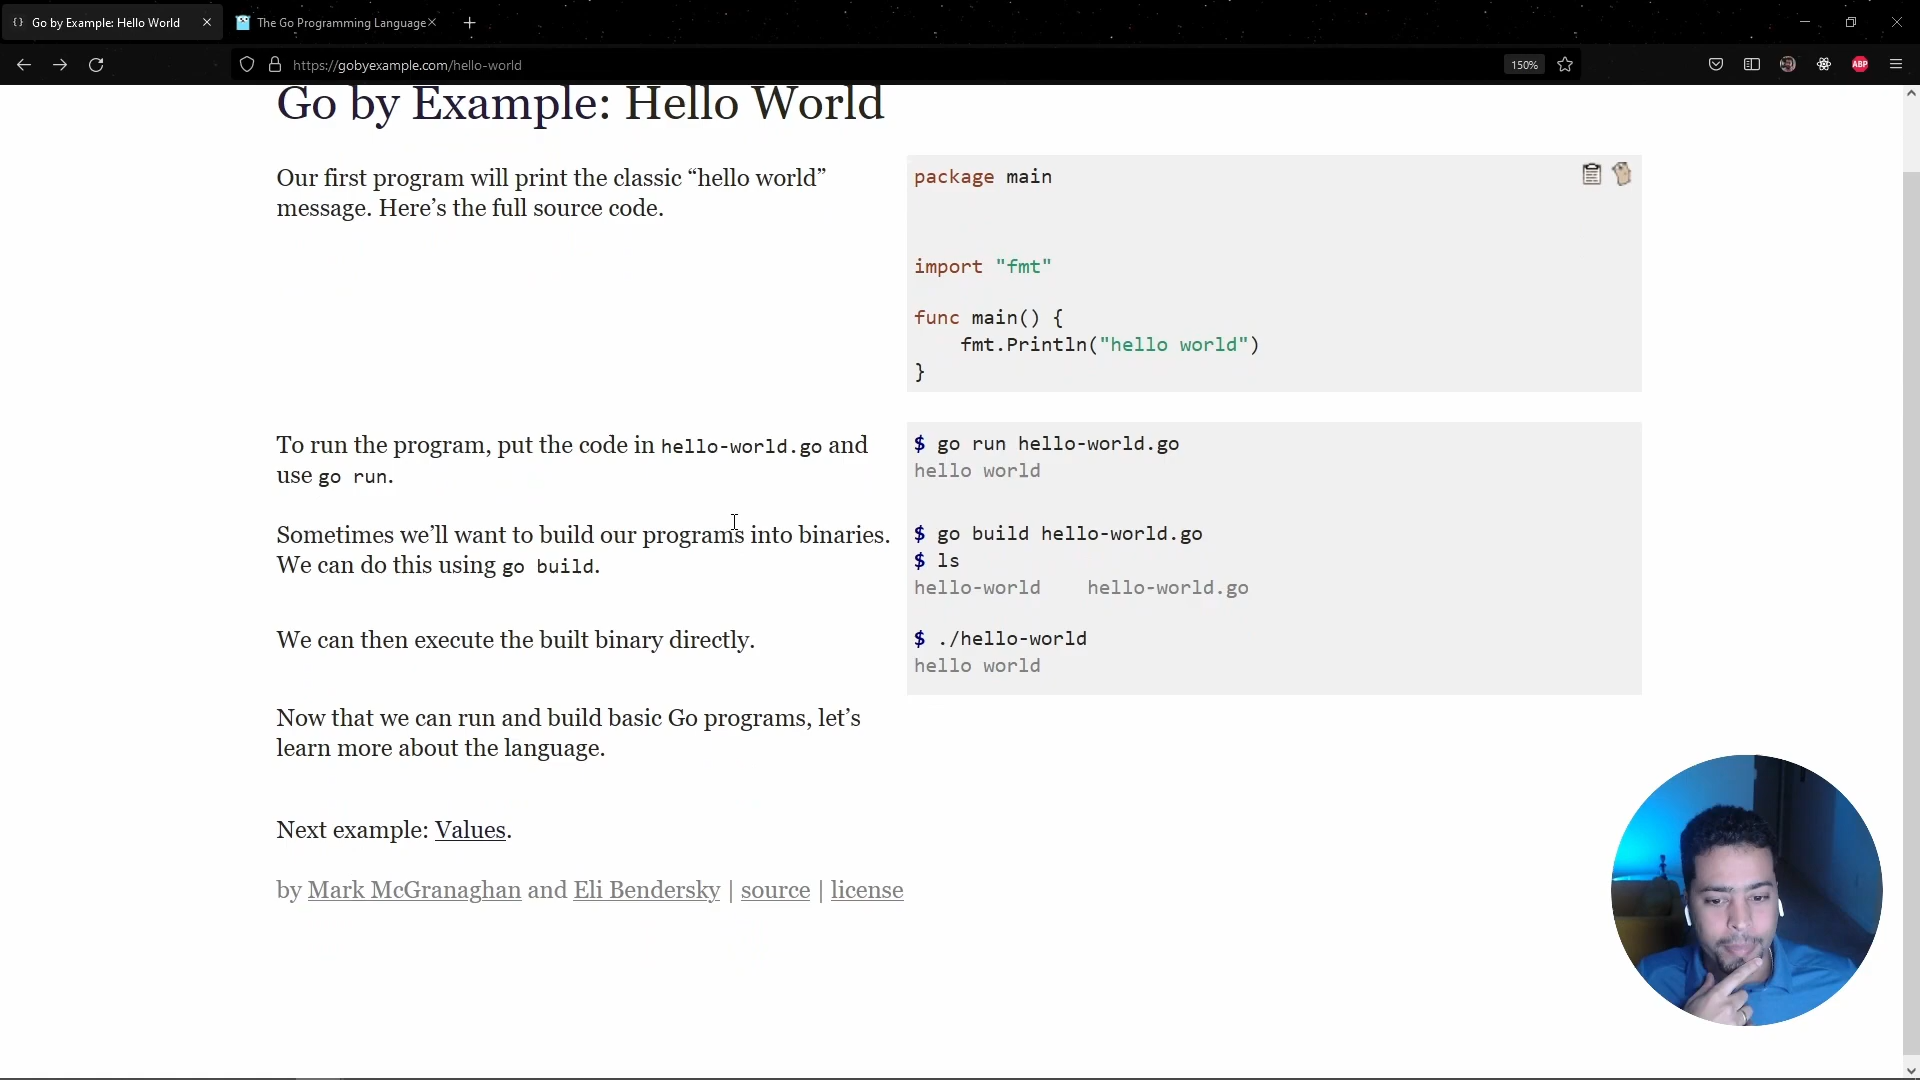 Go by Example: Hello World
The Go Programming Language
https://gobyexample.com/hello-world
150%
ABP
Go by Example: Hello World
Our first program will print the classic “hello world”
message. Here’s the full source code.
package main
import "fmt"
func main() {
    fmt.Println("hello world")
}
To run the program, put the code in hello-world.go and
use go run.
$ go run hello-world.go
hello world
Sometimes we’ll want to build our programs into binaries.
We can do this using go build.
$ go build hello-world.go
$ ls
hello-world    hello-world.go
We can then execute the built binary directly.
$ ./hello-world
hello world
Now that we can run and build basic Go programs, let’s
learn more about the language.
Next example: Values.
by Mark McGranaghan and Eli Bendersky | source | license